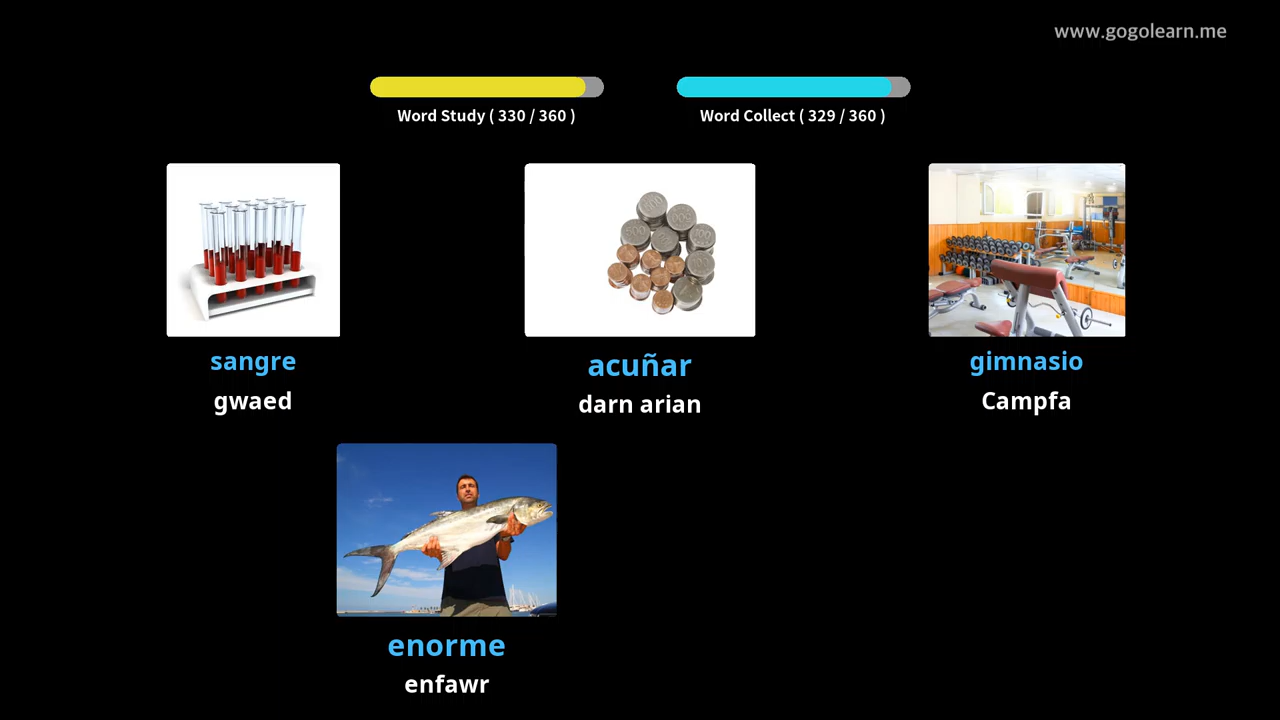 www.gogolearn.me
Word Study ( 330 / 360 )
Word Collect ( 329 / 360 )
sangre
gwaed
acuñar
darn arian
gimnasio
Campfa
enorme
enfawr